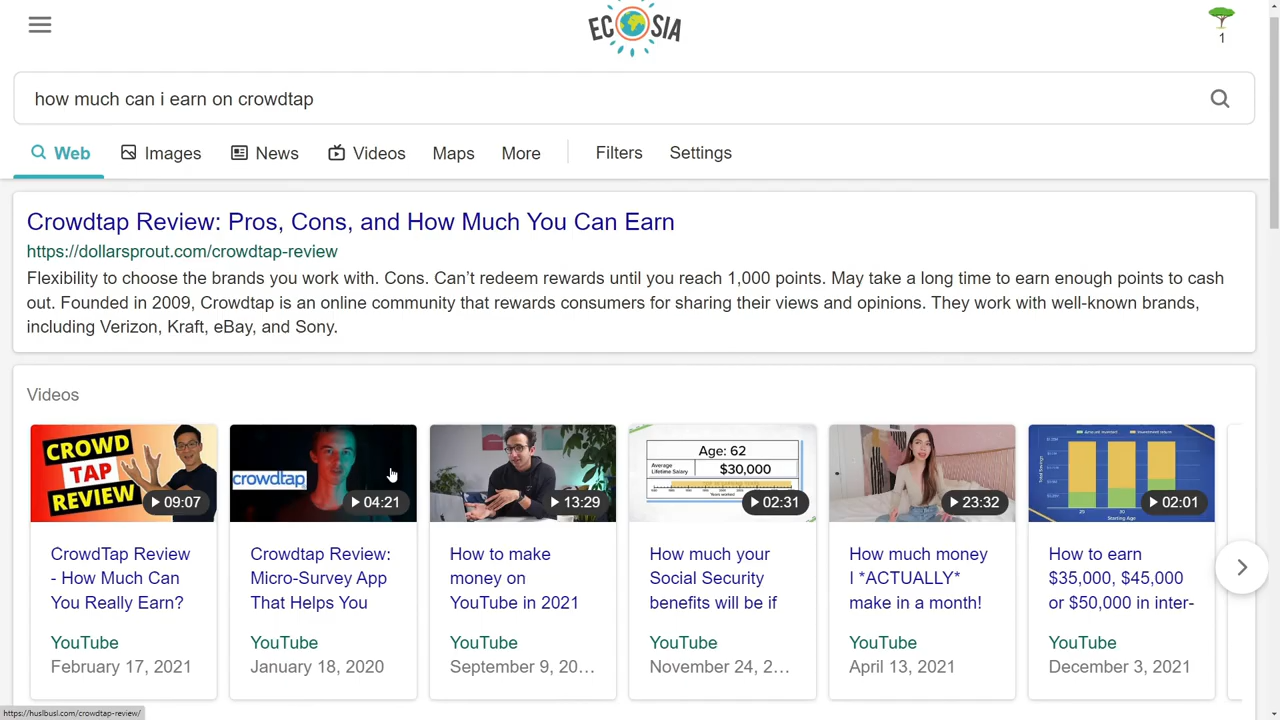 ECOSIA
1
how much can i earn on crowdtap
Web
Images
News
Videos
Maps
More
Filters
Settings
Crowdtap Review: Pros, Cons, and How Much You Can Earn
https://dollarsprout.com/crowdtap-review
Flexibility to choose the brands you work with. Cons. Can’t redeem rewards until you reach 1,000 points. May take a long time to earn enough points to cash
out. Founded in 2009, Crowdtap is an online community that rewards consumers for sharing their views and opinions. They work with well-known brands,
including Verizon, Kraft, eBay, and Sony.
Videos
CROWD
TAP
REVIEW
09:07
CrowdTap Review
- How Much Can
You Really Earn?
YouTube
February 17, 2021
crowdtap
04:21
Crowdtap Review:
Micro-Survey App
That Helps You
YouTube
January 18, 2020
13:29
How to make
money on
YouTube in 2021
YouTube
September 9, 20...
Age: 62
Average
Lifetime Salary
$30,000
02:31
How much your
Social Security
benefits will be if
YouTube
November 24, 2...
23:32
How much money
I *ACTUALLY*
make in a month!
YouTube
April 13, 2021
02:01
How to earn
$35,000, $45,000
or $50,000 in inter-
YouTube
December 3, 2021
https://huslbusl.com/crowdtap-review/